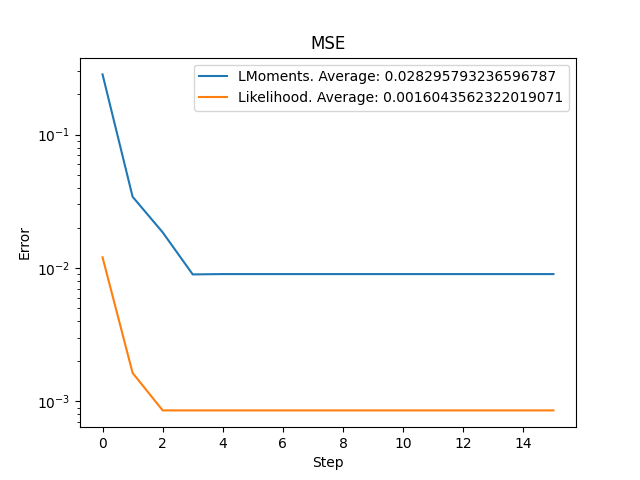 MSE
LMoments. Average: 0.028295793236596787
Likelihood. Average: 0.0016043562322019071
10⁻¹
10⁻²
10⁻³
Error
0 2 4 6 8 10 12 14
Step